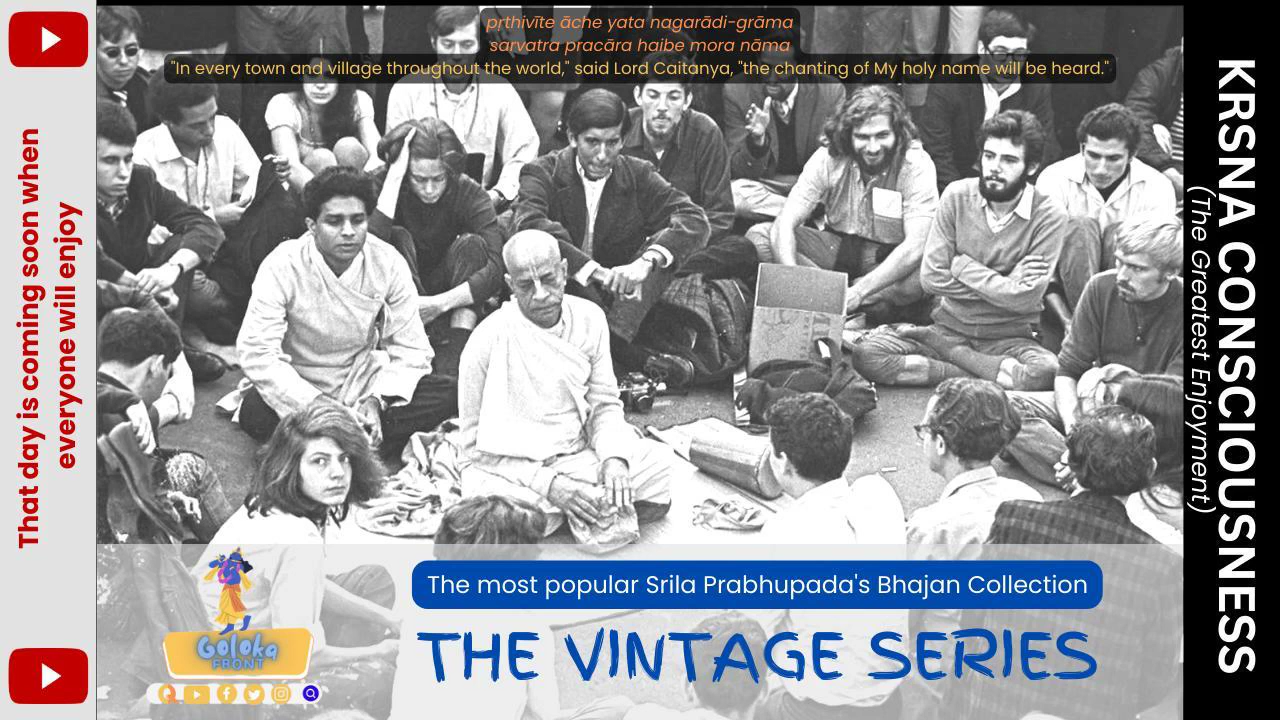 pṛthivīte āche yata nagarādi-grāma
sarvatra pracāra haibe mora nāma
"In every town and village throughout the world," said Lord Caitanya, "the chanting of My holy name will be heard."
That day is coming soon when
everyone will enjoy
KRSNA CONSCIOUSNESS
(The Greatest Enjoyment)
The most popular Srila Prabhupada's Bhajan Collection
THE VINTAGE SERIES
Goloka
FRONT